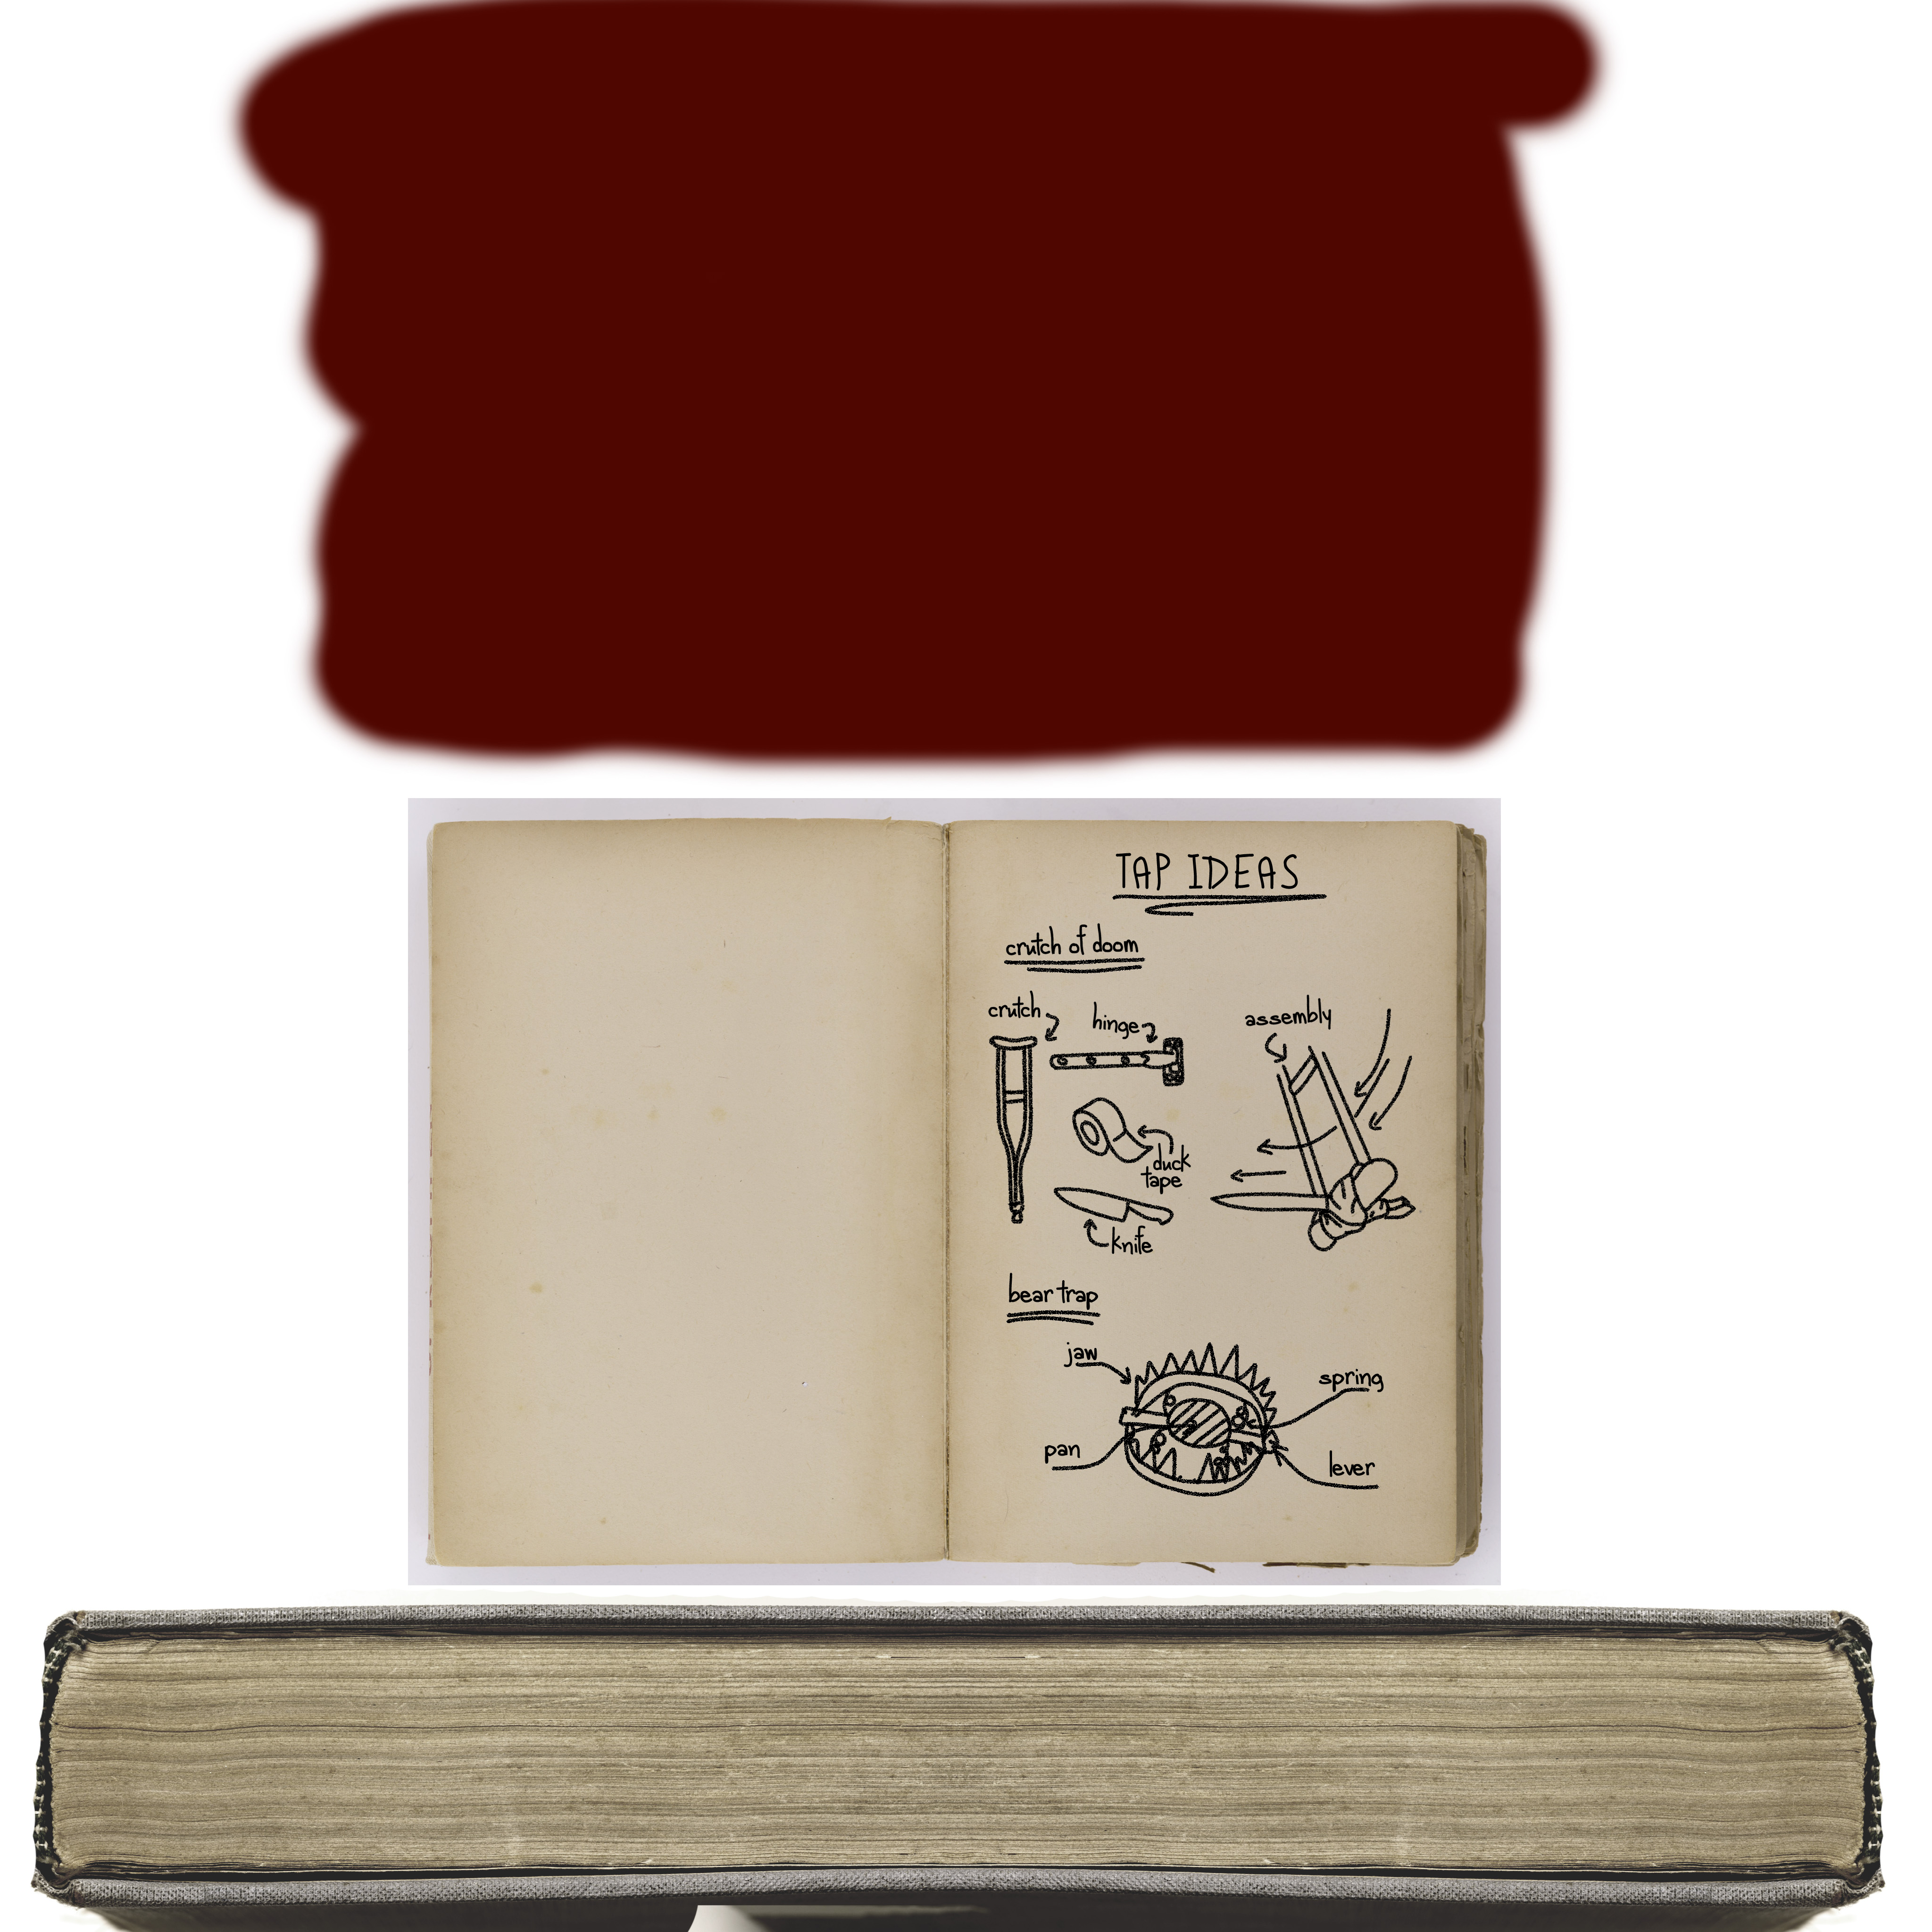 TAP IDEAS
crutch of doom
crutch
hinge
assembly
duck
tape
knife
bear trap
jaw
spring
pan
lever